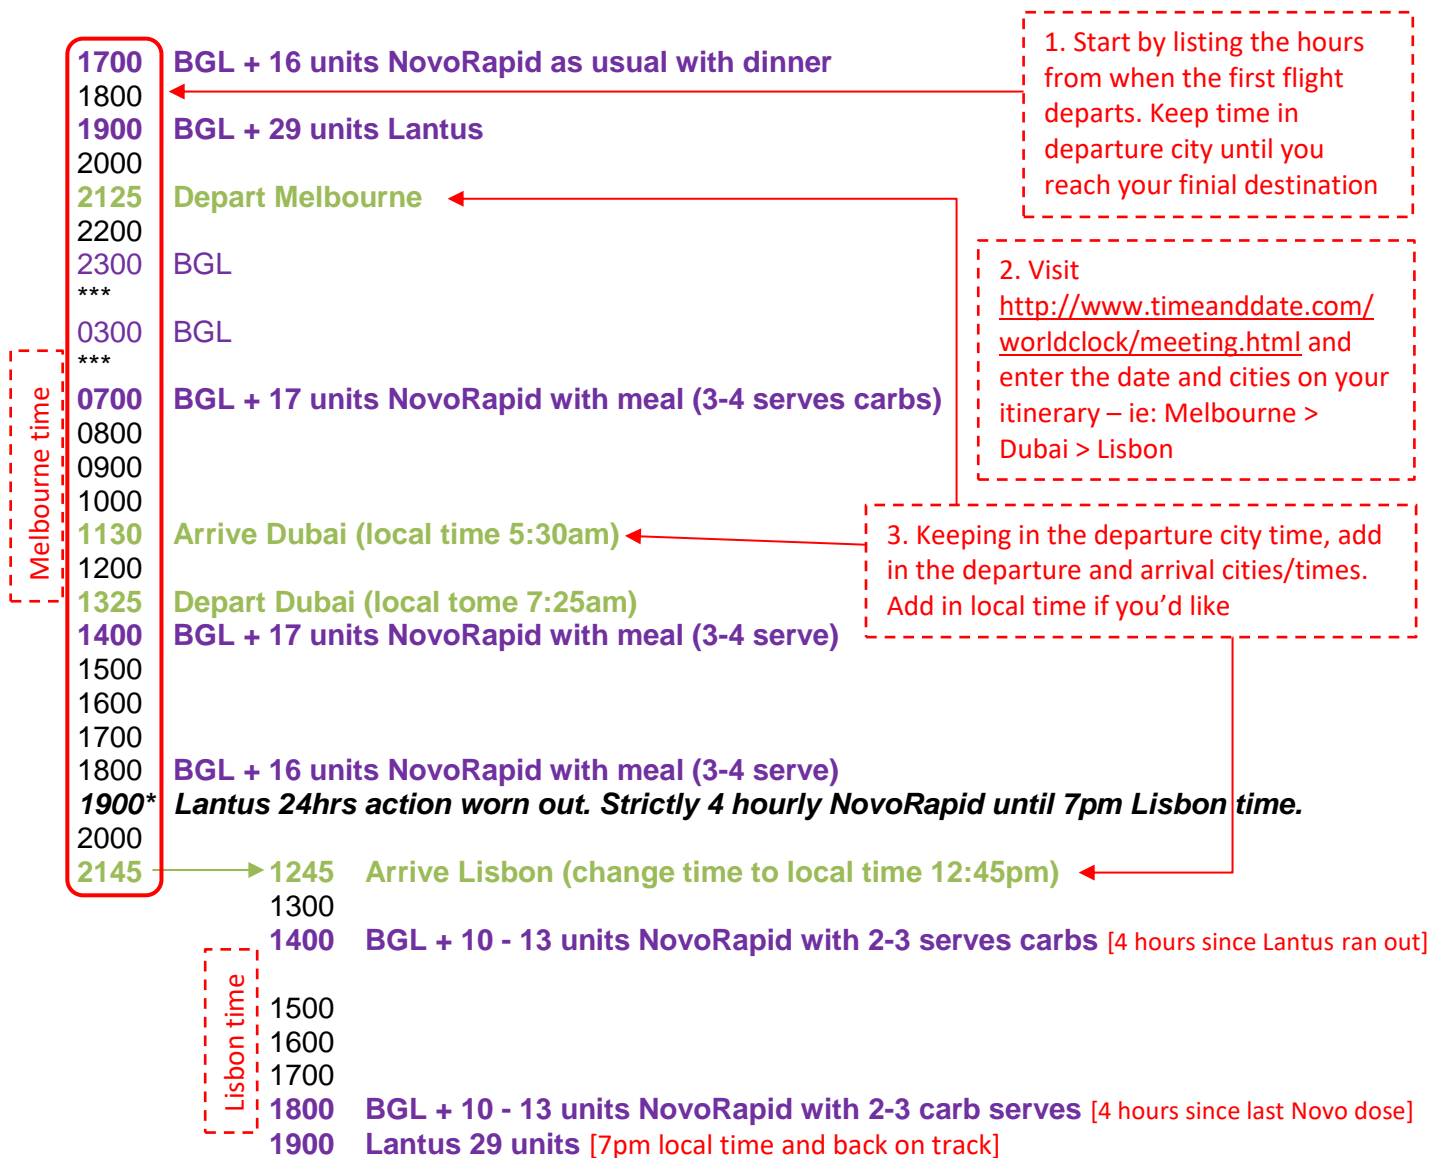 1700 BGL + 16 units NovoRapid as usual with dinner
1800
1900 BGL + 29 units Lantus
2000
2125 Depart Melbourne
2200
2300 BGL
***
0300 BGL
***
0700 BGL + 17 units NovoRapid with meal (3-4 serves carbs)
0800
0900
1000
1130 Arrive Dubai (local time 5:30am)
1200
1325 Depart Dubai (local tome 7:25am)
1400 BGL + 17 units NovoRapid with meal (3-4 serve)
1500
1600
1700
1800 BGL + 16 units NovoRapid with meal (3-4 serve)
1900* Lantus 24hrs action worn out. Strictly 4 hourly NovoRapid until 7pm Lisbon time.
2000
2145 1245 Arrive Lisbon (change time to local time 12:45pm)
1300
1400 BGL + 10 - 13 units NovoRapid with 2-3 serves carbs [4 hours since Lantus ran out]
1500
1600
1700
1800 BGL + 10 - 13 units NovoRapid with 2-3 carb serves [4 hours since last Novo dose]
1900 Lantus 29 units [7pm local time and back on track]
Melbourne time
Lisbon time
1. Start by listing the hours
from when the first flight
departs. Keep time in
departure city until you
reach your finial destination
2. Visit
http://www.timeanddate.com/
worldclock/meeting.html and
enter the date and cities on your
itinerary – ie: Melbourne >
Dubai > Lisbon
3. Keeping in the departure city time, add
in the departure and arrival cities/times.
Add in local time if you’d like